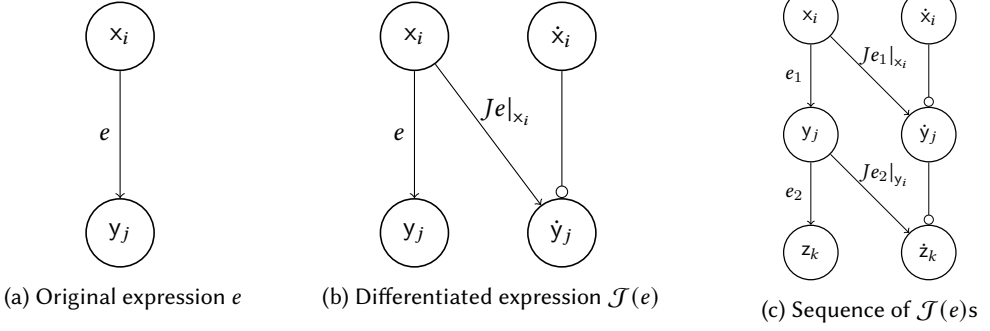 xᵢ
e
yⱼ
(a) Original expression e
xᵢ ẋᵢ
e Je|ₓᵢ
yⱼ ẏⱼ
(b) Differentiated expression 𝒥(e)
xᵢ ẋᵢ
e₁ Je₁|ₓᵢ
yⱼ ẏⱼ
e₂ Je₂|yᵢ
zₖ żₖ
(c) Sequence of 𝒥(e)s